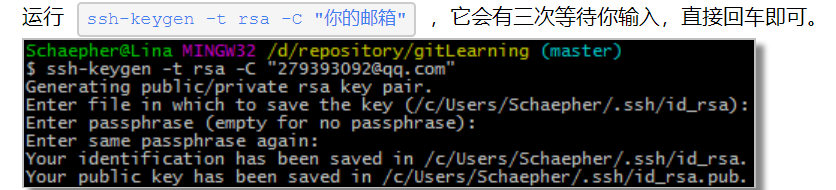 运行 ssh-keygen -t rsa -C "你的邮箱" ，它会有三次等待你输入，直接回车即可。
Schaepher@Lina MINGW32 /d/repository/gitLearning (master)
$ ssh-keygen -t rsa -C "279393092@qq.com"
Generating public/private rsa key pair.
Enter file in which to save the key (/c/Users/Schaepher/.ssh/id_rsa):
Enter passphrase (empty for no passphrase):
Enter same passphrase again:
Your identification has been saved in /c/Users/Schaepher/.ssh/id_rsa.
Your public key has been saved in /c/Users/Schaepher/.ssh/id_rsa.pub.